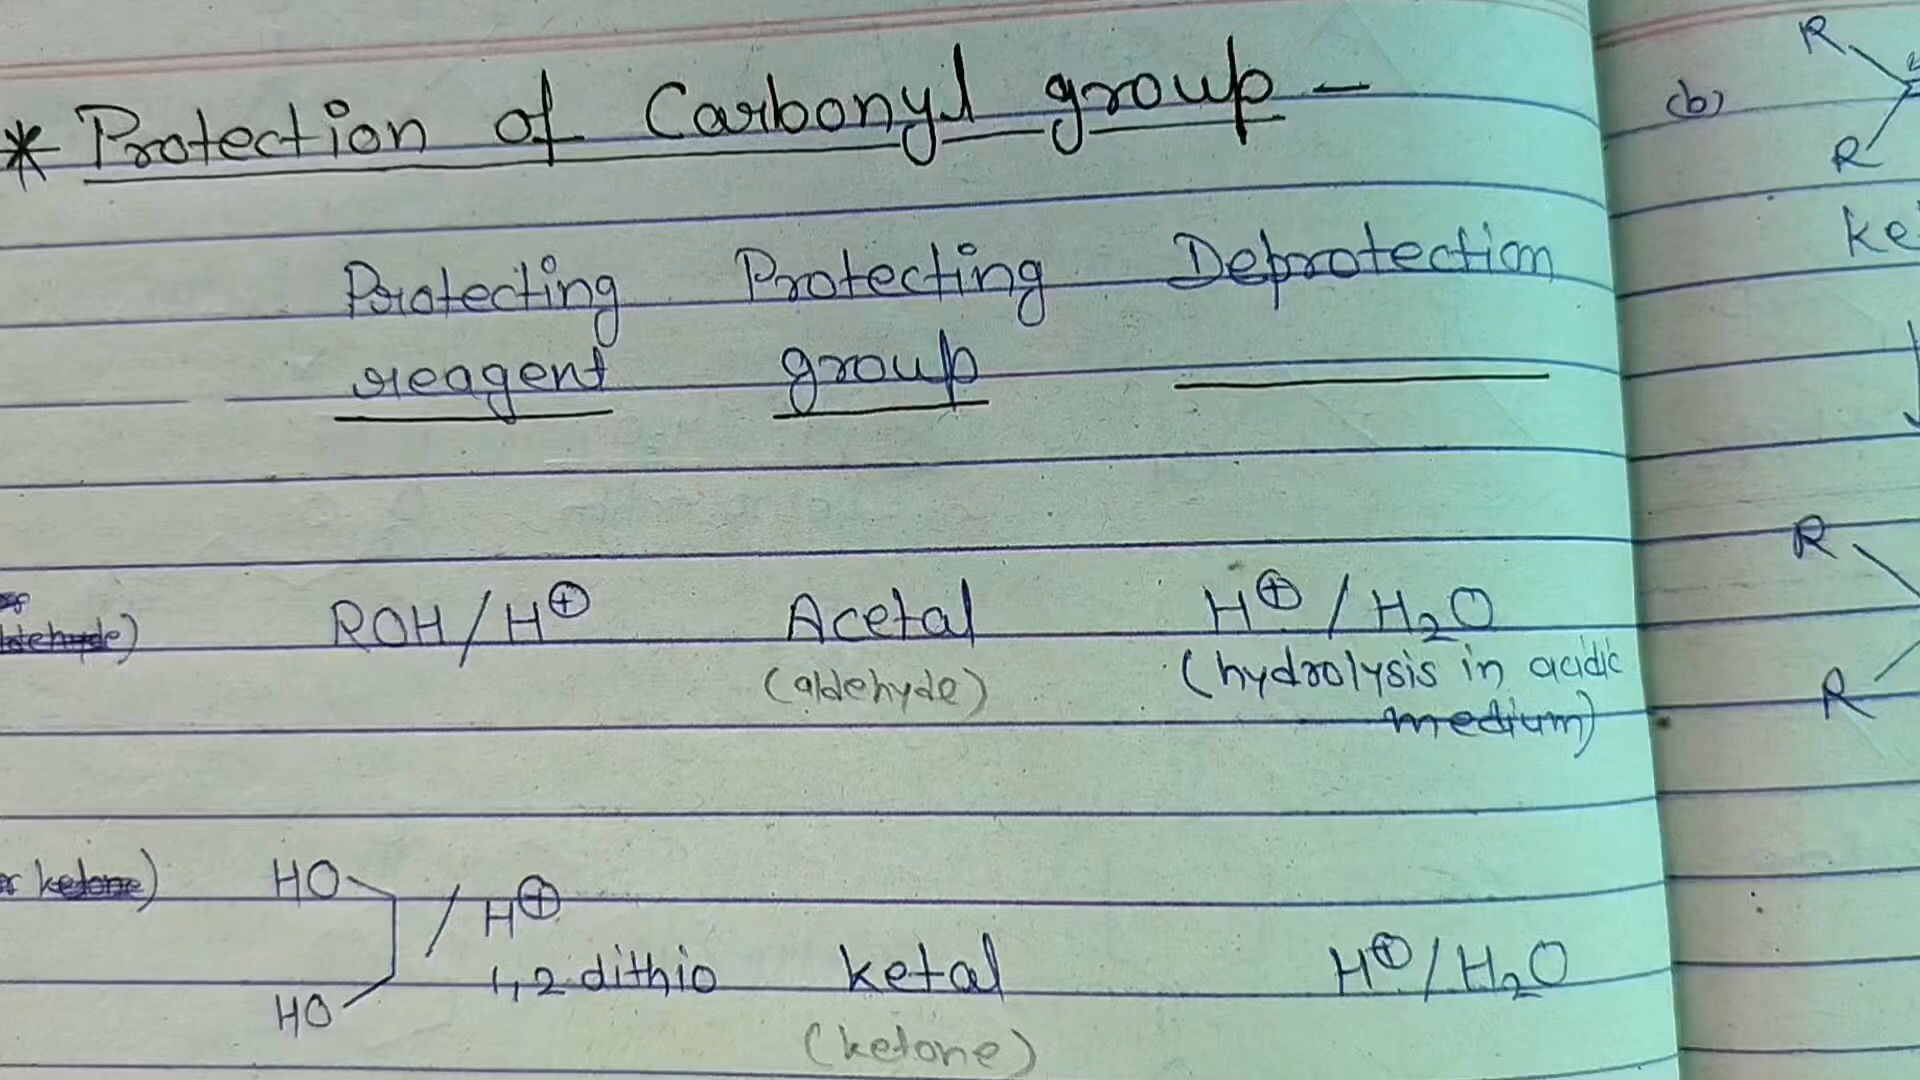 * Protection of Carbonyl group -
Protecting reagent Protecting group Deprotection
ROH/H⊕ Acetal (aldehyde) H⊕/H2O (hydrolysis in acidic medium)
ketone)
HO
HO
/ H⊕
1,2 dithio ketal (ketone) H⊕/H2O
(b)
R
R
R
R